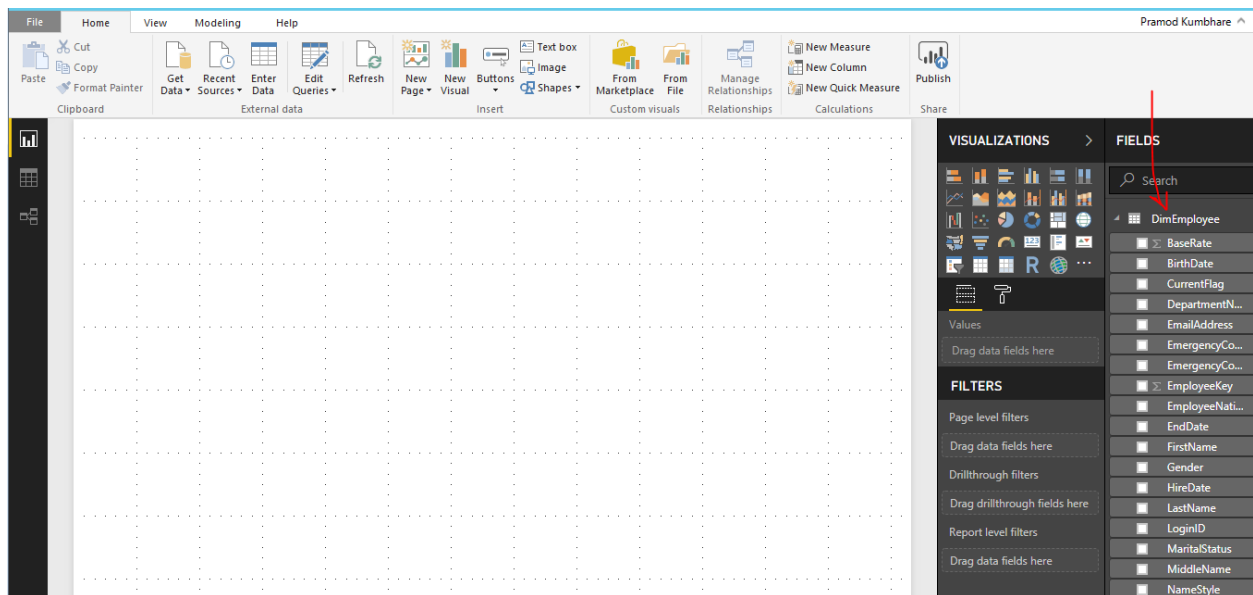 File Home View Modeling Help Pramod Kumbhare
Paste
Cut
Copy
Format Painter
Clipboard
Get Data
Recent Sources
Enter Data
Edit Queries
External data
Refresh
New Page
New Visual
Buttons
Text box
Image
Shapes
Insert
From Marketplace
From File
Custom visuals
Manage Relationships
Relationships
New Measure
New Column
New Quick Measure
Calculations
Publish
Share
VISUALIZATIONS
123
R
Values
Drag data fields here
FILTERS
Page level filters
Drag data fields here
Drillthrough filters
Drag drillthrough fields here
Report level filters
Drag data fields here
FIELDS
Search
DimEmployee
Σ BaseRate
BirthDate
CurrentFlag
DepartmentN...
EmailAddress
EmergencyCo...
EmergencyCo...
Σ EmployeeKey
EmployeeNati...
EndDate
FirstName
Gender
HireDate
LastName
LoginID
MaritalStatus
MiddleName
NameStyle